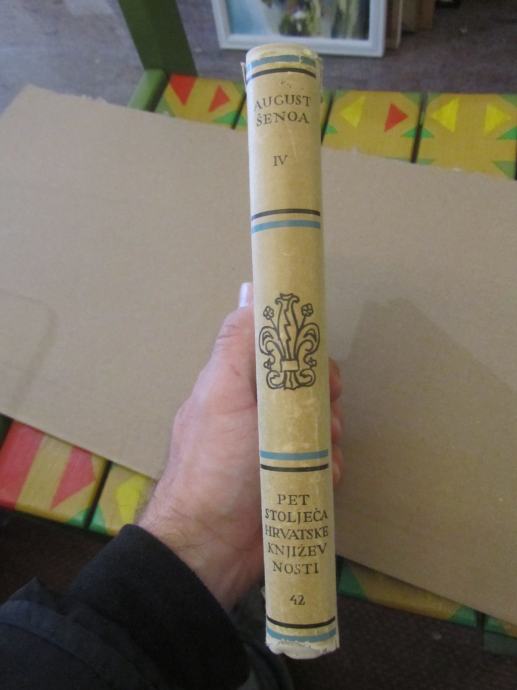 AUGUST
ŠENOA
IV
PET
STOLJEĆA
HRVATSKE
KNJIŽEV
NOSTI
42